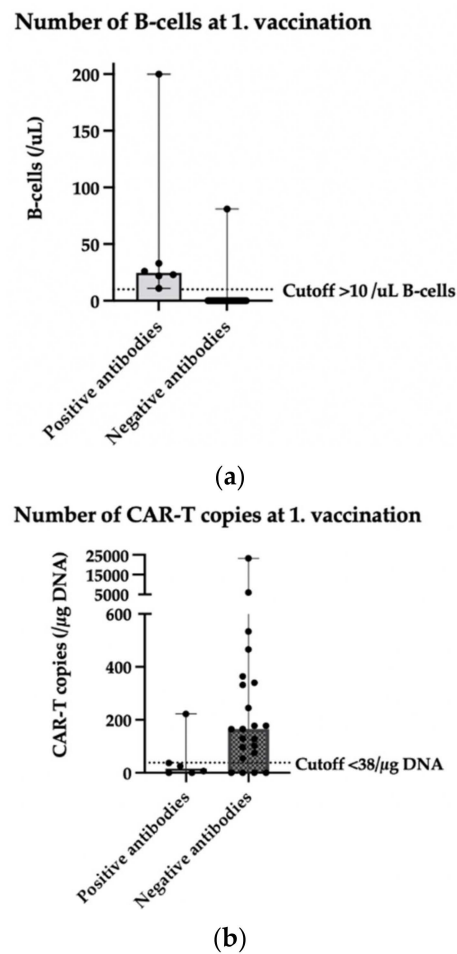 Number of B-cells at 1. vaccination
B-cells (/uL)
200
150
100
50
0
Cutoff >10 /uL B-cells
Positive antibodies
Negative antibodies
(a)
Number of CAR-T copies at 1. vaccination
CAR-T copies (/µg DNA)
25000
15000
5000
600
400
200
0
Cutoff <38/µg DNA
Positive antibodies
Negative antibodies
(b)